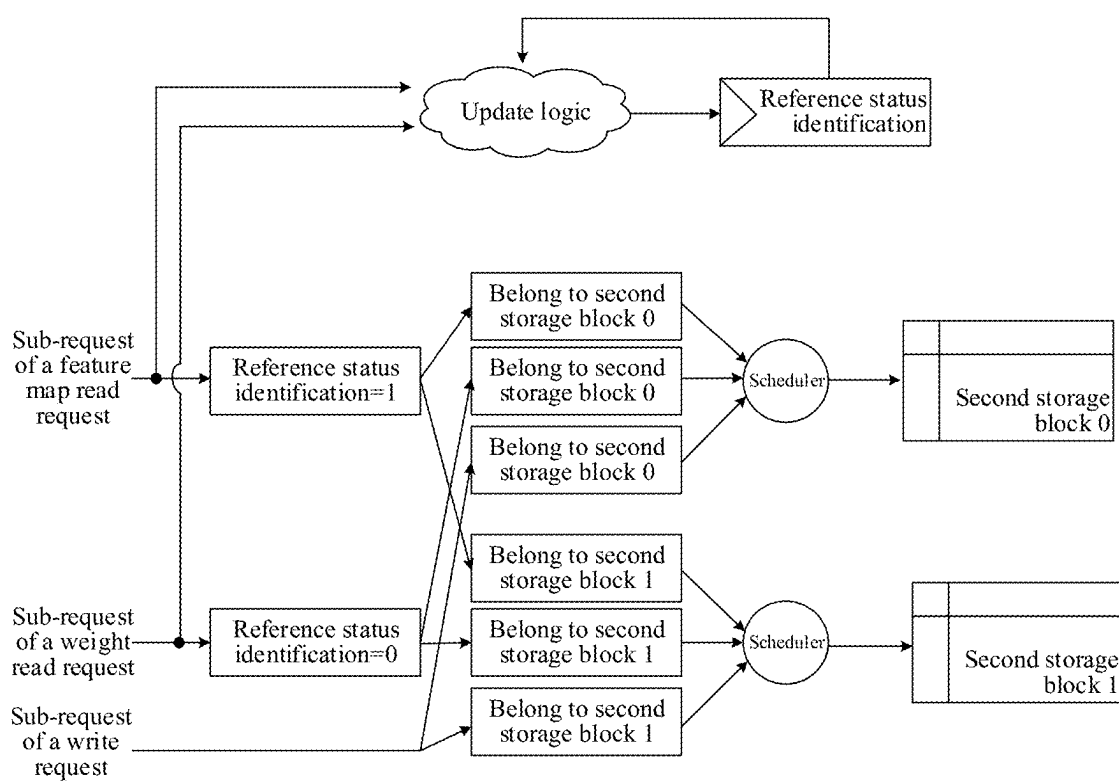 Update logic
Reference status
identification
Sub-request
of a feature
map read
request
Reference status
identification=1
Belong to second
storage block 0
Belong to second
storage block 0
Belong to second
storage block 0
Scheduler
Second storage
block 0
Sub-request
of a weight
read request
Reference status
identification=0
Belong to second
storage block 1
Belong to second
storage block 1
Belong to second
storage block 1
Scheduler
Second storage
block 1
Sub-request
of a write
request